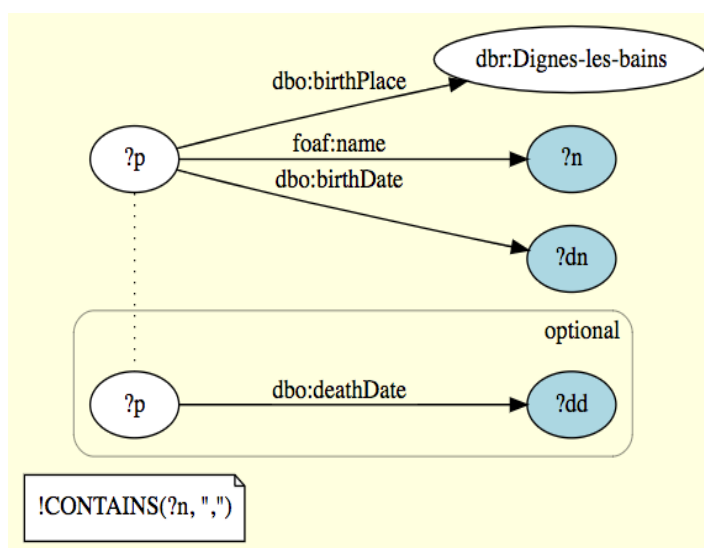 dbr:Dignes-les-bains
dbo:birthPlace
?p
foaf:name
?n
dbo:birthDate
?dn
optional
?p
dbo:deathDate
?dd
!CONTAINS(?n, ",")